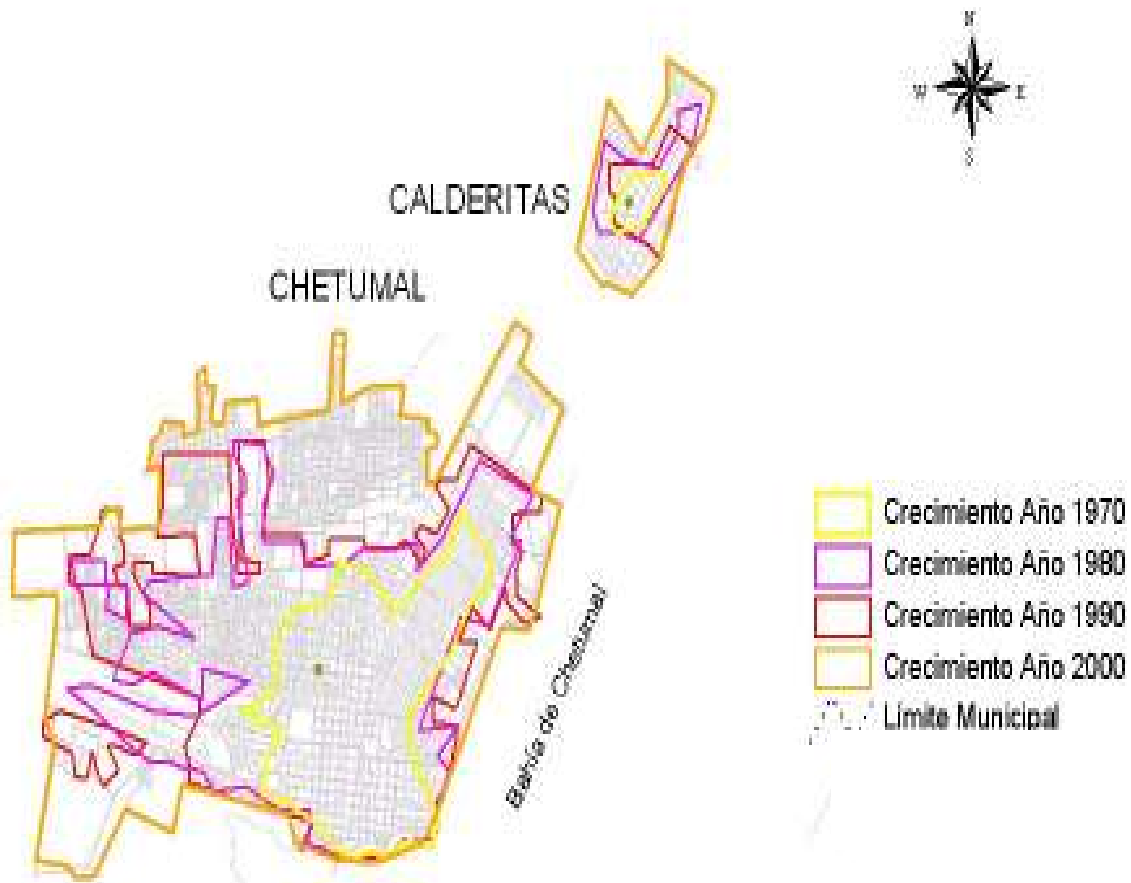 N
W E
S
CALDERITAS
CHETUMAL
Bahía de Chetumal
Crecimiento Año 1970
Crecimiento Año 1980
Crecimiento Año 1990
Crecimiento Año 2000
Límite Municipal